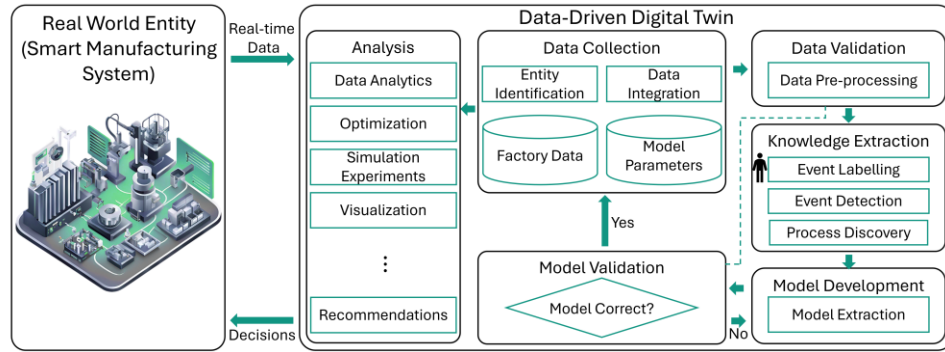 Real World Entity
(Smart Manufacturing
System)
Real-time
Data
Decisions
Data-Driven Digital Twin
Analysis
Data Analytics
Optimization
Simulation
Experiments
Visualization
⋮
Recommendations
Data Collection
Entity
Identification
Data
Integration
Factory Data
Model
Parameters
Yes
Model Validation
Model Correct?
No
Data Validation
Data Pre-processing
Knowledge Extraction
Event Labelling
Event Detection
Process Discovery
Model Development
Model Extraction